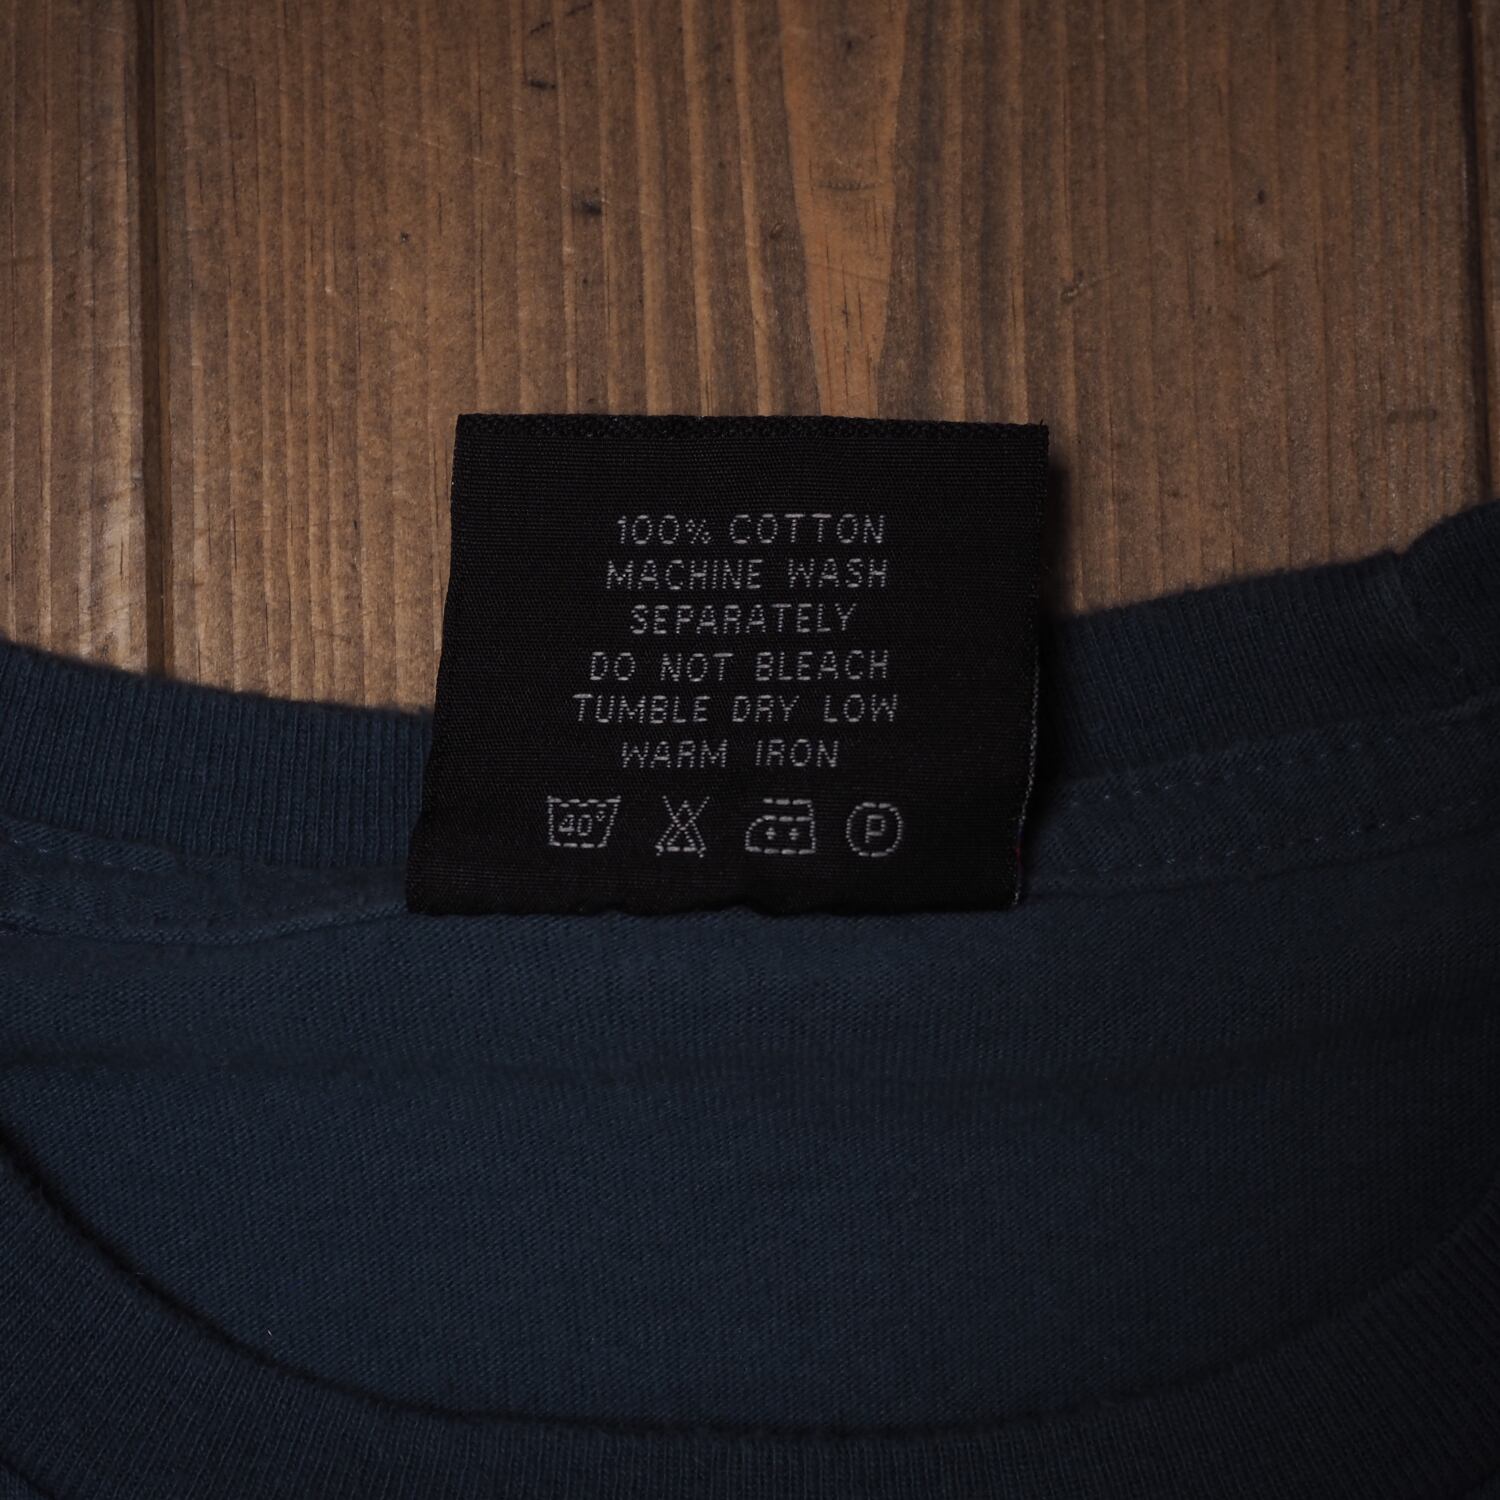 100% COTTON
MACHINE WASH
SEPARATELY
DO NOT BLEACH
TUMBLE DRY LOW
WARM IRON
40° P